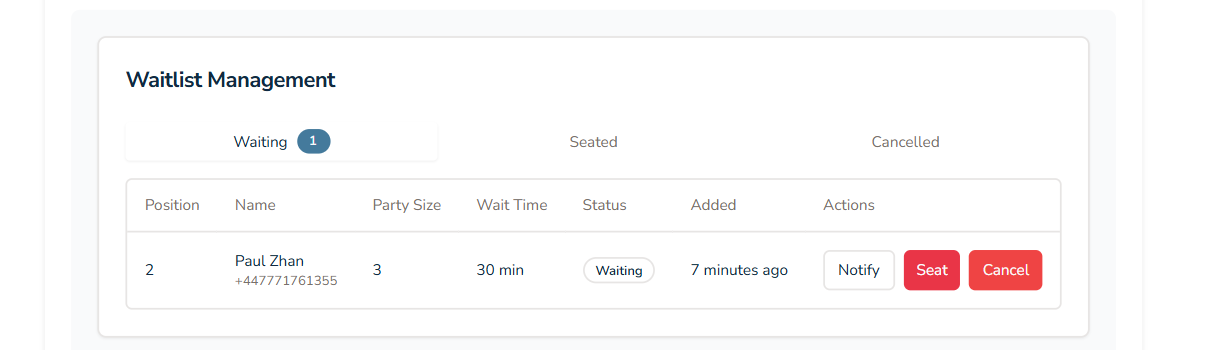 Waitlist Management
Waiting 1 Seated Cancelled
Position Name Party Size Wait Time Status Added Actions
2 Paul Zhan 3 30 min Waiting 7 minutes ago Notify Seat Cancel
+447771761355